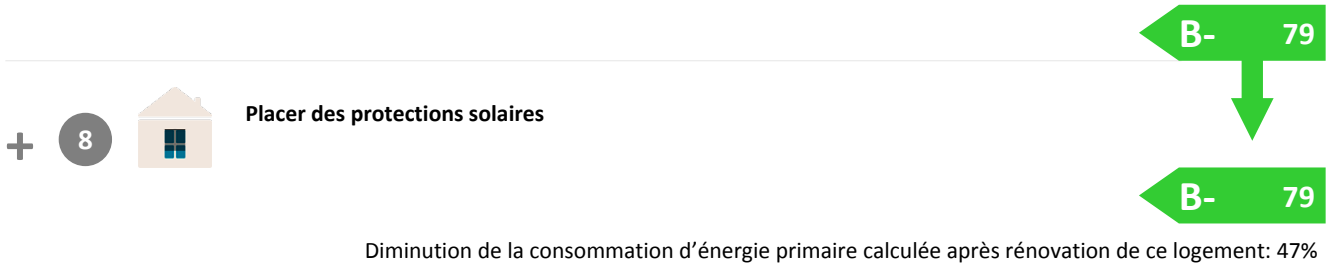 B- 79
Placer des protections solaires
+ 8
B- 79
Diminution de la consommation d’énergie primaire calculée après rénovation de ce logement: 47%